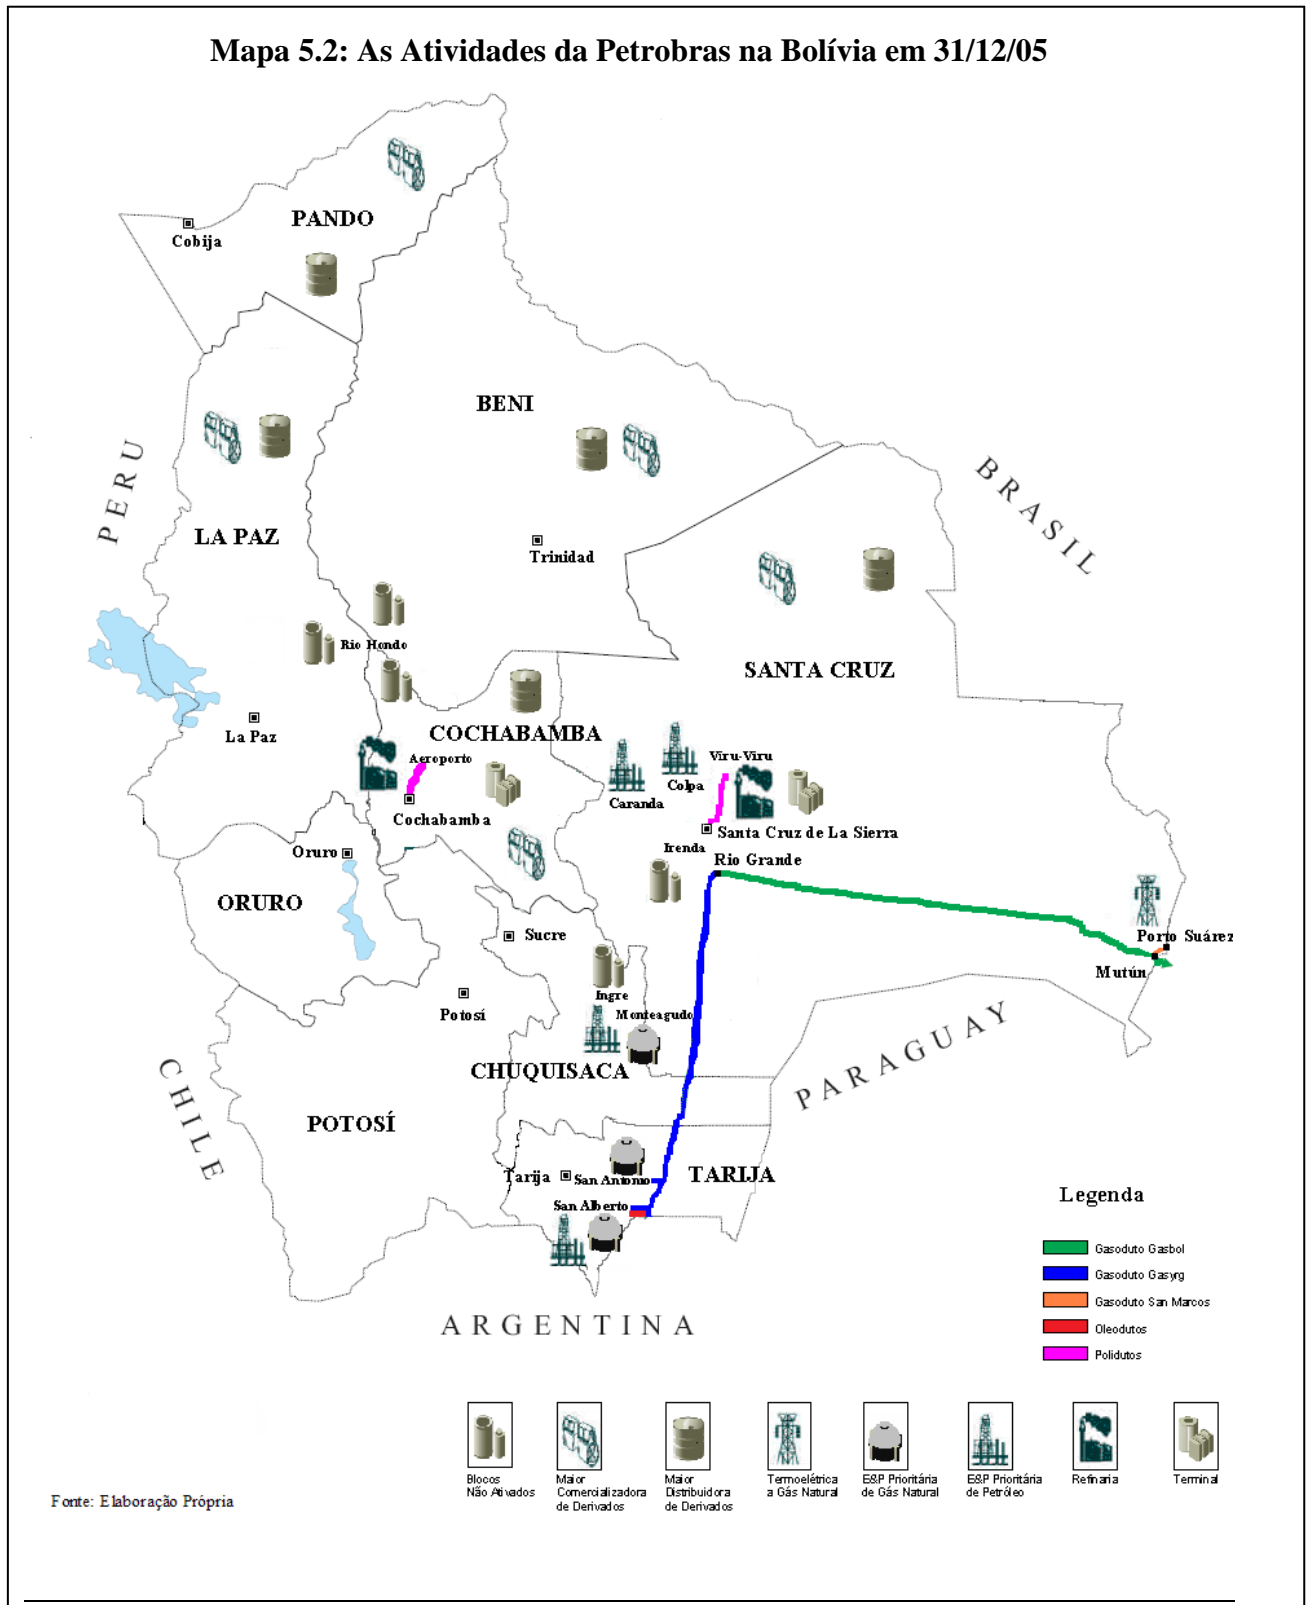 Mapa 5.2: As Atividades da Petrobras na Bolívia em 31/12/05
PANDO
Cobija
BENI
PERU
BRASIL
LA PAZ
Trinidad
Rio Hondo
SANTA CRUZ
La Paz
COCHABAMBA
Aeroporto
Viru-Viru
Colpa
Caranda
Cochabamba
Santa Cruz de La Sierra
Oruro
Irenda
Rio Grande
ORURO
Sucre
Porto Suárez
Mutún
Ingre
Potosí
Monteagudo
CHILE
CHUQUISACA
PARAGUAY
POTOSÍ
Tarija
San Antonio
TARIJA
San Alberto
Legenda
Gasoduto Gasbol
Gasoduto Gasyrg
Gasoduto San Marcos
Oleodutos
Polidutos
ARGENTINA
Blocos
Não Ativados
Maior
Comercializadora
de Derivados
Maior
Distribuidora
de Derivados
Termoelétrica
a Gás Natural
E&P Prioritária
de Gás Natural
E&P Prioritária
de Petróleo
Refinaria
Terminal
Fonte: Elaboração Própria